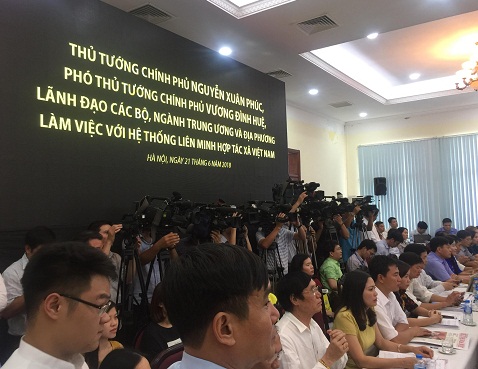 THỦ TƯỚNG CHÍNH PHỦ NGUYỄN XUÂN PHÚC,
PHÓ THỦ TƯỚNG CHÍNH PHỦ VƯƠNG ĐÌNH HUỆ,
LÃNH ĐẠO CÁC BỘ, NGÀNH TRUNG ƯƠNG VÀ ĐỊA PHƯƠNG
LÀM VIỆC VỚI HỆ THỐNG LIÊN MINH HỢP TÁC XÃ VIỆT NAM
HÀ NỘI, NGÀY 21 THÁNG 6 NĂM 2018